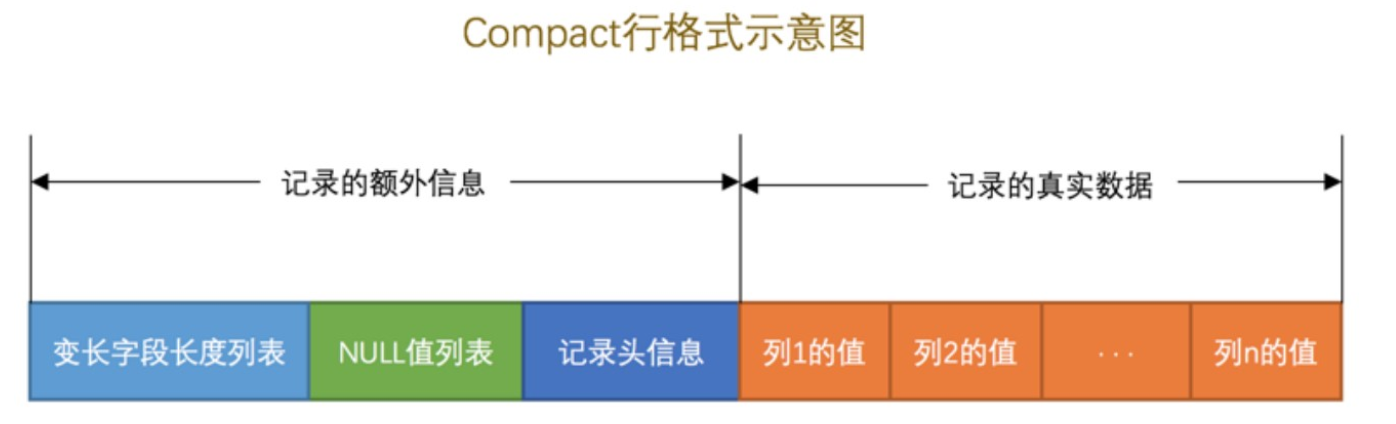 Compact行格式示意图
记录的额外信息
记录的真实数据
变长字段长度列表
NULL值列表
记录头信息
列1的值
列2的值
...
列n的值